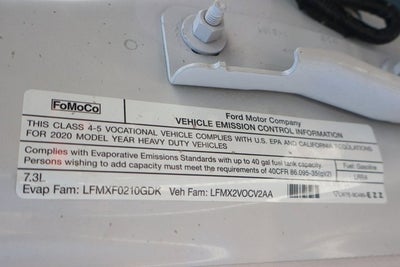 FoMoCo
Ford Motor Company
VEHICLE EMISSION CONTROL INFORMATION
THIS CLASS 4-5 VOCATIONAL VEHICLE COMPLIES WITH U.S. EPA AND CALIFORNIA REGULATIONS
FOR 2020 MODEL YEAR HEAVY DUTY VEHICLES
Complies with Evaporative Emissions Standards with up to 40 gal fuel tank capacity.
Persons wishing to add capacity must meet the requirements of 40CFR 86.095-35(g)(2)
Fuel: Gasoline
7.3L
Evap Fam: LFMXF0210GDK Veh Fam: LFMX2VOCV2AA
EZZ